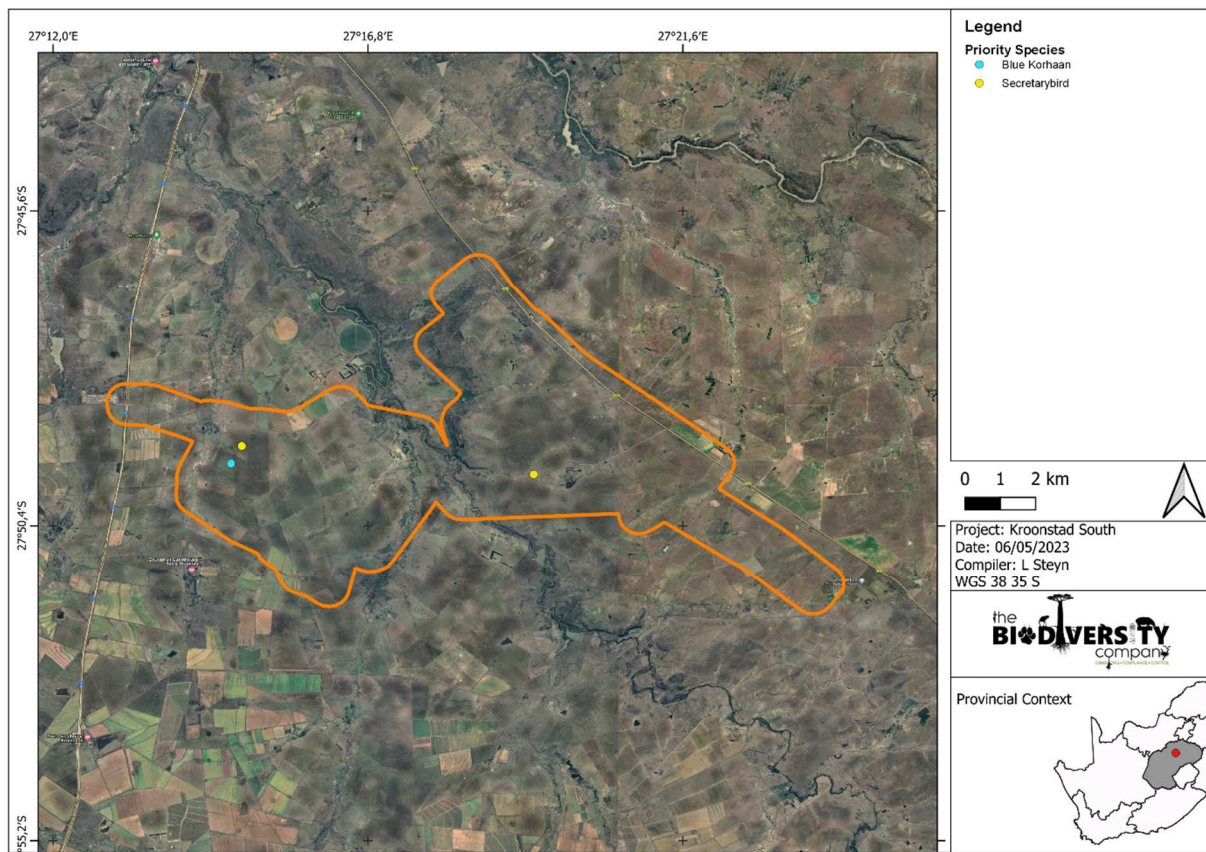 27°12,0'E
27°16,8'E
27°21,6'E
27°45,6'S
27°50,4'S
27°55,2'S
Legend
Priority Species
Blue Korhaan
Secretarybird
0 1 2 km
Project: Kroonstad South
Date: 06/05/2023
Compiler: L Steyn
WGS 38 35 S
the
BIODIVERSITY
company
Provincial Context